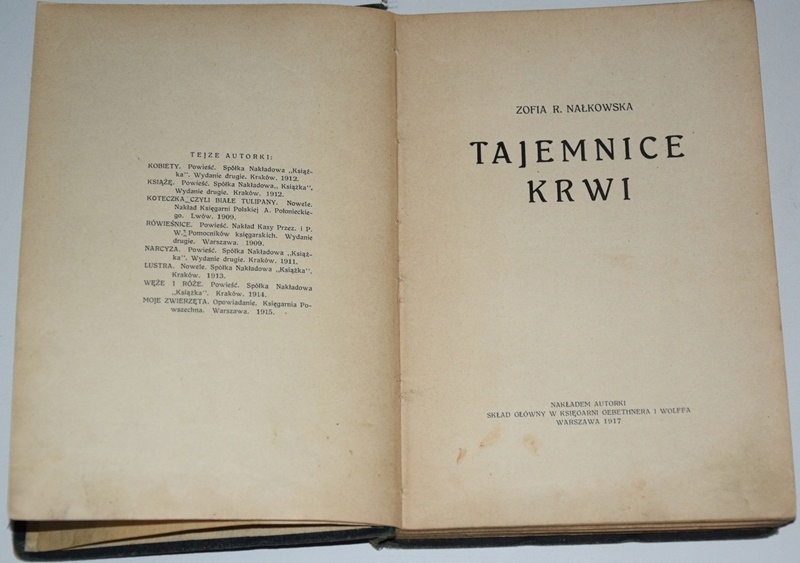 TEJŻE AUTORKI:
KOBIETY. Powieść. Spółka Nakładowa „Książ-
ka". Wydanie drugie. Kraków, 1912.
KSIĄŻĘ. Powieść. Spółka Nakładowa„ Książka",
Wydanie drugie. Kraków. 1912.
KOTECZKA CZYLI BIAŁE TULIPANY. Nowele.
Nakład Księgarni Polskiej A. Połonieckie-
go. Lwów. 1909.
RÓWIEŚNICE. Powieść. Nakład Kasy Przez. i P.
W. Pomocników księgarskich. Wydanie
drugie. Warszawa. 1909.
NARCYZA. Powieść. Spółka Nakładowa „Książ-
ka". Wydanie drugie. Kraków. 1911.
LUSTRA. Nowele. Spółka Nakładowa „Książka".
Kraków. 1913.
WĘŻE I RÓŻE. Powieść. Spółka Nakładowa
„Książka". Kraków. 1914.
MOJE ZWIERZĘTA. Opowiadanie. Księgarnia Po-
wszechna. Warszawa. 1915.
ZOFIA R. NAŁKOWSKA
TAJEMNICE
KRWI
NAKŁADEM AUTORKI
SKŁAD GŁÓWNY W KSIĘGARNI GEBETHNERA I WOLFFA
WARSZAWA 1917